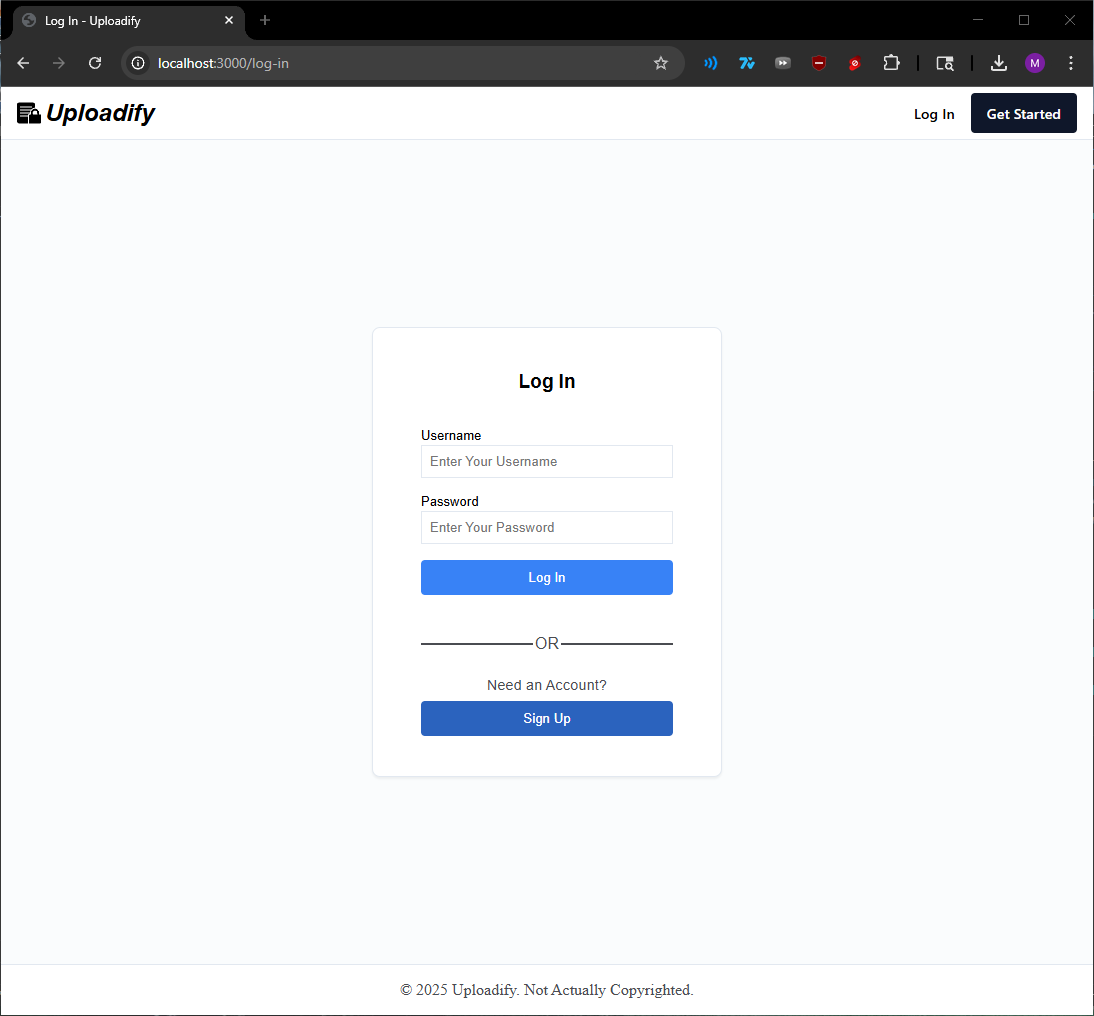 Log In - Uploadify
localhost:3000/log-in
M
Uploadify
Log In
Get Started
Log In
Username
Enter Your Username
Password
Enter Your Password
Log In
OR
Need an Account?
Sign Up
© 2025 Uploadify. Not Actually Copyrighted.